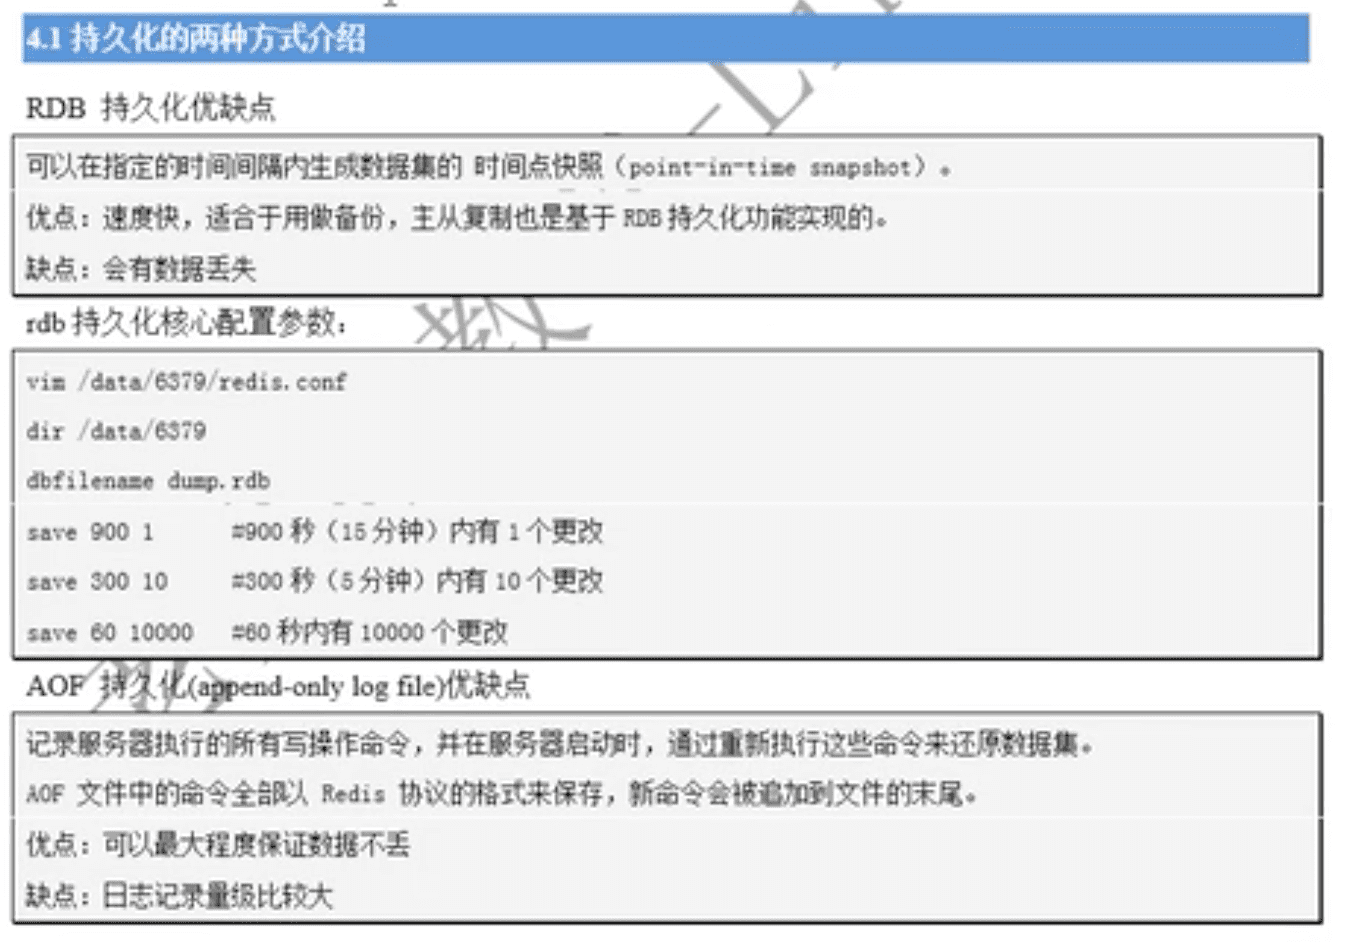 4.1 持久化的两种方式介绍
RDB 持久化优缺点
可以在指定的时间间隔内生成数据集的 时间点快照（point-in-time snapshot）。
优点：速度快，适合于用做备份，主从复制也是基于 RDB 持久化功能实现的。
缺点：会有数据丢失
rdb 持久化核心配置参数：
vim /data/6379/redis.conf
dir /data/6379
dbfilename dump.rdb
save 900 1 #900 秒（15 分钟）内有 1 个更改
save 300 10 #300 秒（5 分钟）内有 10 个更改
save 60 10000 #60 秒内有 10000 个更改
AOF 持久化(append-only log file)优缺点
记录服务器执行的所有写操作命令，并在服务器启动时，通过重新执行这些命令来还原数据集。
AOF 文件中的命令全部以 Redis 协议的格式来保存，新命令会被追加到文件的末尾。
优点：可以最大程度保证数据不丢
缺点：日志记录量级比较大